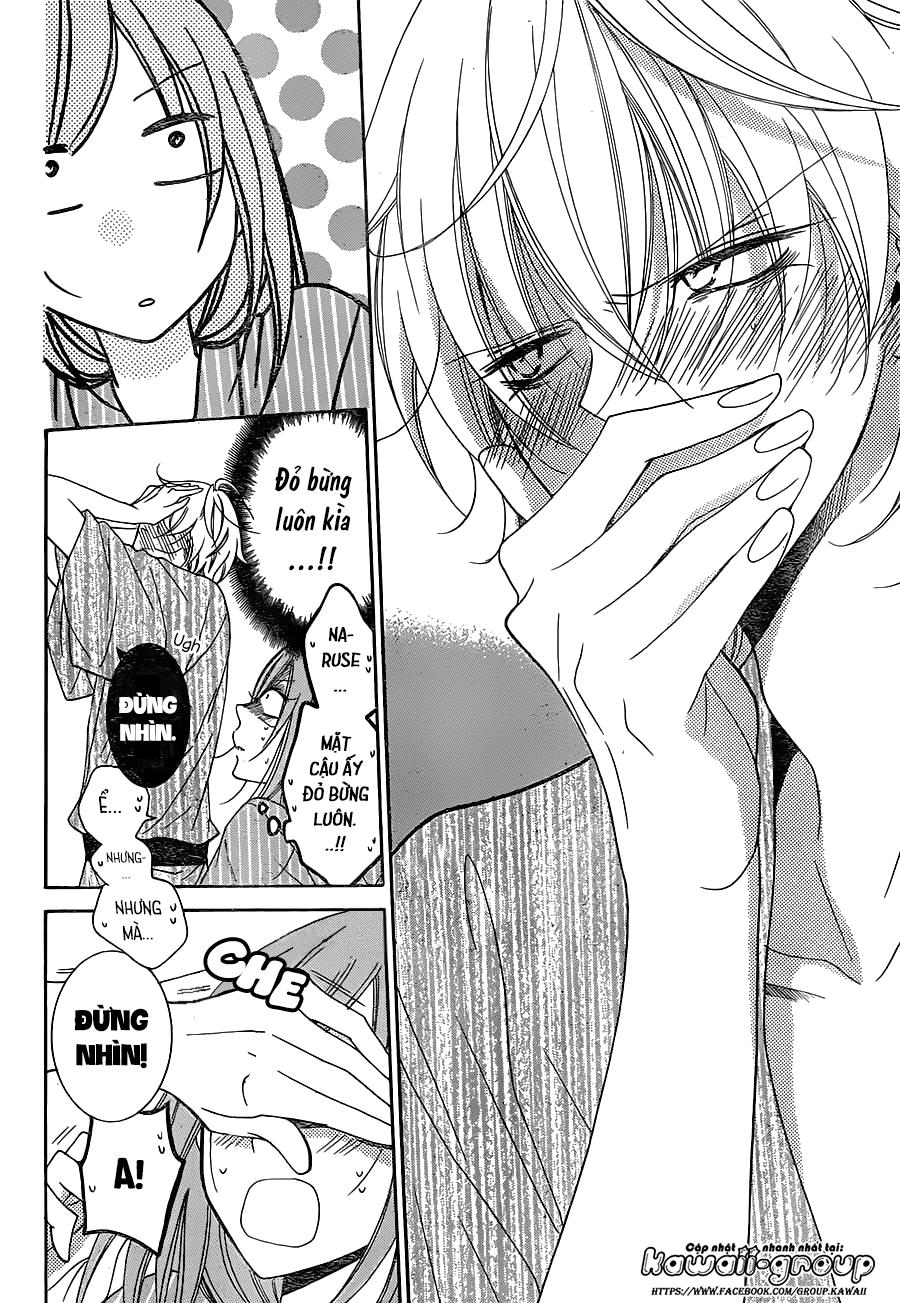 Đỏ bừng
luôn kìa
...!!
NA-
RUSE
...
MẶT
CẬU ẤY
ĐỎ BỪNG
LUÔN.
..!!
Ugh
ĐỪNG
NHÌN.
Ể...
NHƯNG-
...
NHƯNG
MÀ...
CHE
ĐỪNG
NHÌN!
A!
Cập nhật nhanh nhất tại:
Kawaii-group
HTTPS://WWW.FACEBOOK.COM/GROUP.KAWAII